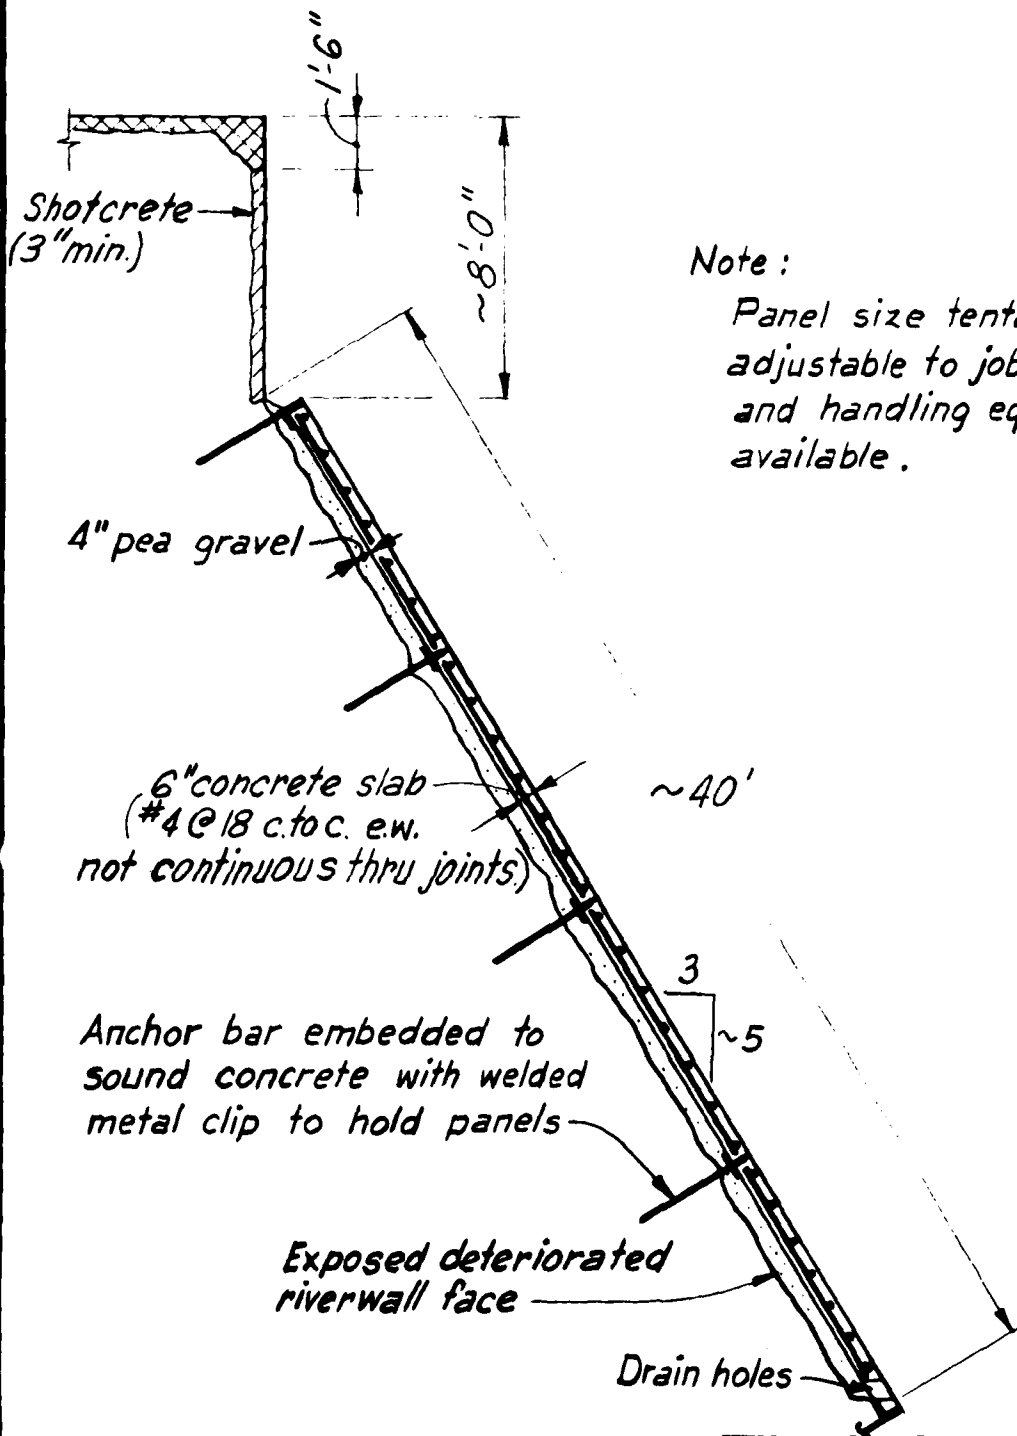 1'-6"
Shotcrete
(3" min.)
~8'-0"
Note :
Panel size
adjustable to job
and handling
available .
4" pea gravel
6" concrete slab
(#4 @ 18 c. to c. e.w.
not continuous thru joints.)
~40'
3
~5
Anchor bar embedded to
sound concrete with welded
metal clip to hold panels
Exposed deteriorated
riverwall face
Drain holes